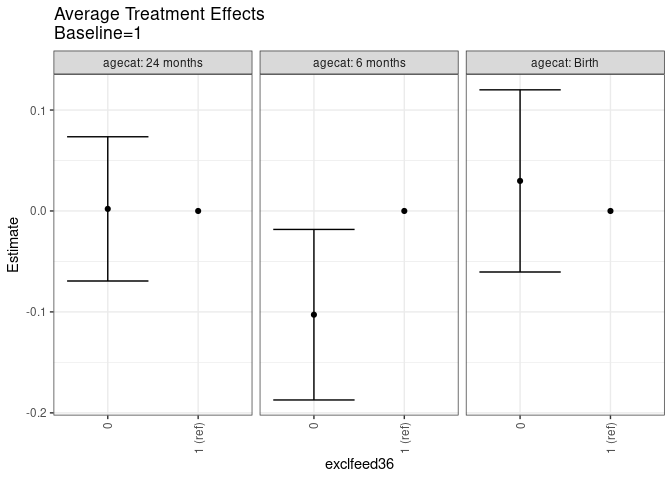 Average Treatment Effects
Baseline=1
agecat: 24 months
agecat: 6 months
agecat: Birth
0.1
0.0
-0.1
-0.2
Estimate
0
1 (ref)
0
1 (ref)
0
1 (ref)
exclfeed36